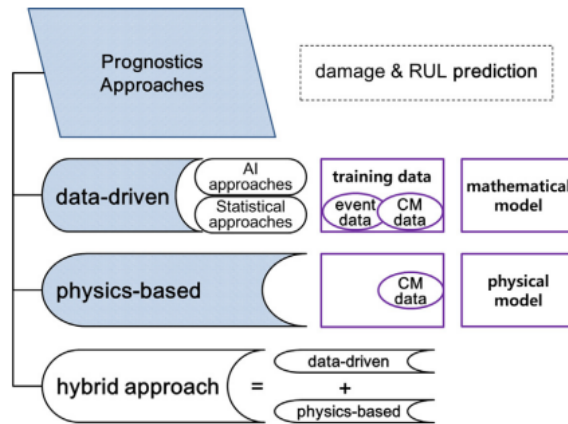 Prognostics
Approaches
damage & RUL prediction
data-driven
AI
approaches
Statistical
approaches
training data
event
data
CM
data
mathematical
model
physics-based
CM
data
physical
model
hybrid approach
=
data-driven
+
physics-based